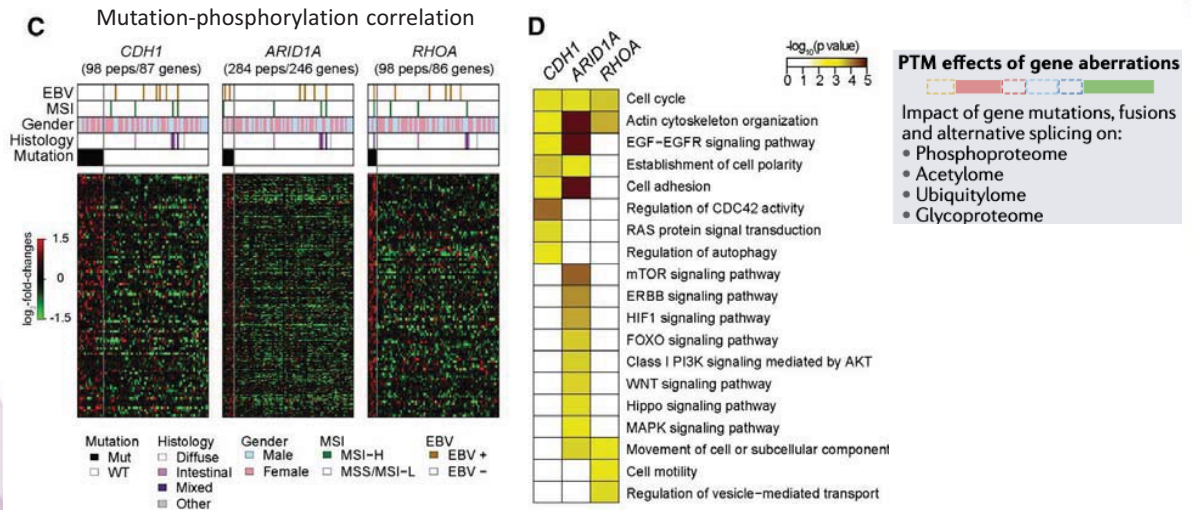 C
Mutation-phosphorylation correlation
CDH1
(98 peps/87 genes)
ARID1A
(284 peps/246 genes)
RHOA
(98 peps/86 genes)
EBV
MSI
Gender
Histology
Mutation
log2-fold-changes
1.5
0
-1.5
Mutation
Mut
WT
Histology
Diffuse
Intestinal
Mixed
Other
Gender
Male
Female
MSI
MSI-H
MSS/MSI-L
EBV
EBV +
EBV -
D
CDH1
ARID1A
RHOA
-log10(p value)
0 1 2 3 4 5
Cell cycle
Actin cytoskeleton organization
EGF-EGFR signaling pathway
Establishment of cell polarity
Cell adhesion
Regulation of CDC42 activity
RAS protein signal transduction
Regulation of autophagy
mTOR signaling pathway
ERBB signaling pathway
HIF1 signaling pathway
FOXO signaling pathway
Class I PI3K signaling mediated by AKT
WNT signaling pathway
Hippo signaling pathway
MAPK signaling pathway
Movement of cell or subcellular component
Cell motility
Regulation of vesicle-mediated transport
PTM effects of gene aberrations
Impact of gene mutations, fusions
and alternative splicing on:
• Phosphoproteome
• Acetylome
• Ubiquitylome
• Glycoproteome